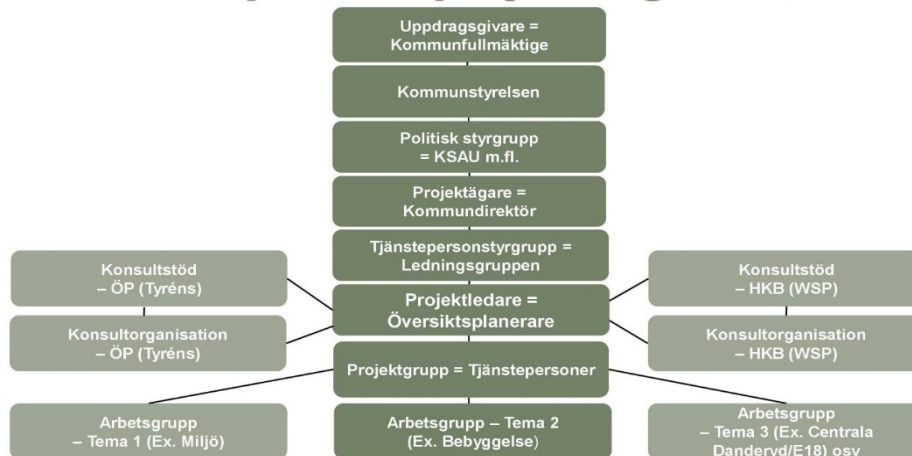 Uppdragsgivare =
Kommunfullmäktige
Kommunstyrelsen
Politisk styrgrupp
= KSAU m.fl.
Projektägare =
Kommundirektör
Tjänstepersonstyrgrupp =
Ledningsgruppen
Konsultstöd
– ÖP (Tyréns)
Projektledare =
Översiktsplanerare
Konsultstöd
– HKB (WSP)
Konsultorganisation
– ÖP (Tyréns)
Konsultorganisation
– HKB (WSP)
Projektgrupp = Tjänstepersoner
Arbetsgrupp
– Tema 1 (Ex. Miljö)
Arbetsgrupp – Tema 2
(Ex. Bebyggelse)
Arbetsgrupp
– Tema 3 (Ex. Centrala
Danderyd/E18) osv